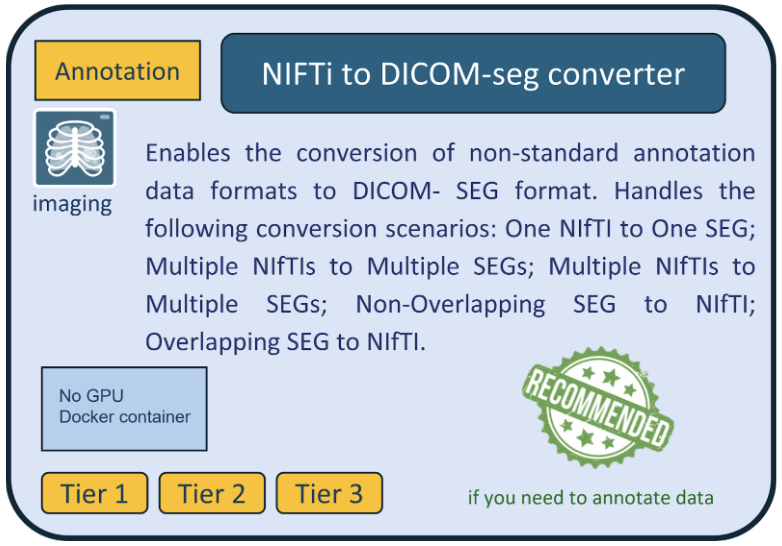 Annotation
NIFTi to DICOM-seg converter
imaging
Enables the conversion of non-standard annotation
data formats to DICOM- SEG format. Handles the
following conversion scenarios: One NIfTI to One SEG;
Multiple NIfTIs to Multiple SEGs; Multiple NIfTIs to
Multiple SEGs; Non-Overlapping SEG to NIfTI;
Overlapping SEG to NIfTI.
No GPU
Docker container
RECOMMENDED
Tier 1
Tier 2
Tier 3
if you need to annotate data